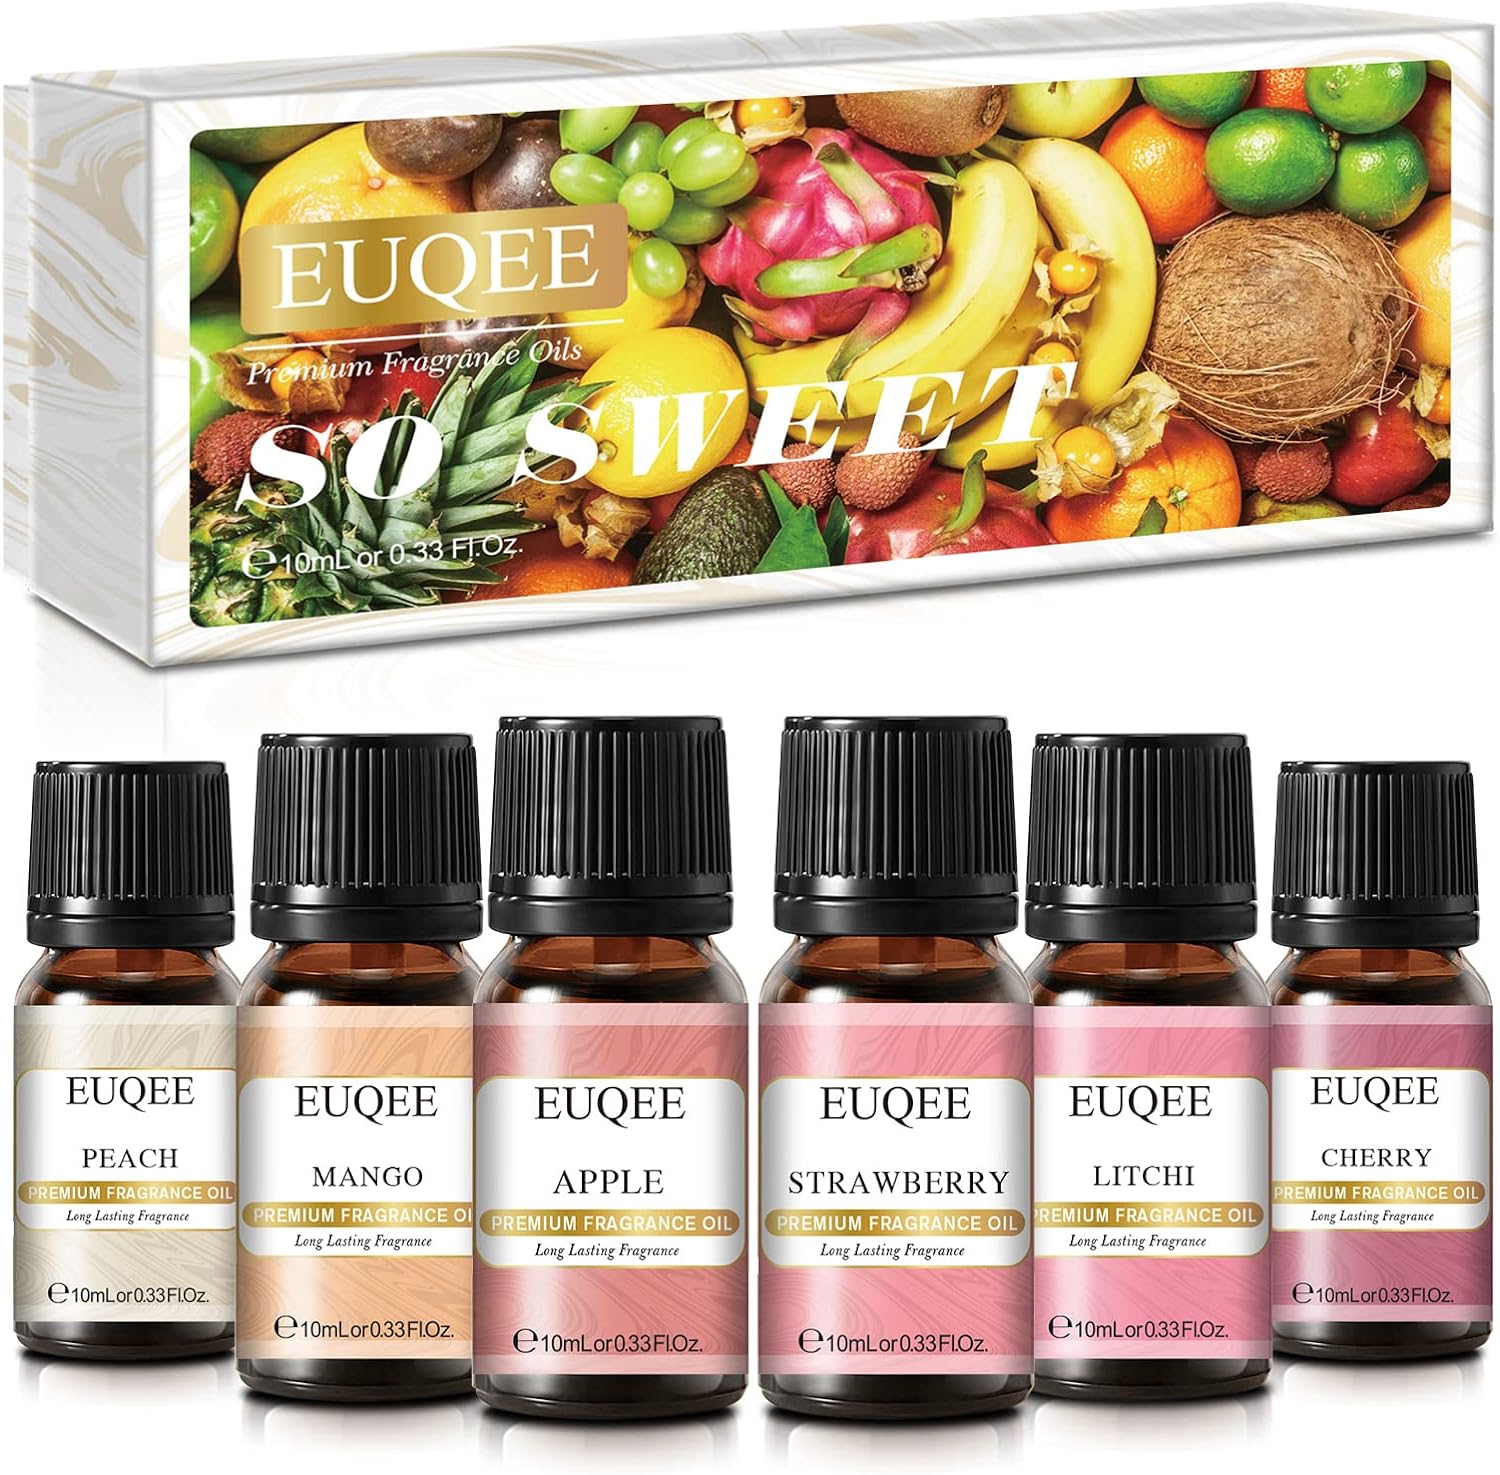 EUQEE
Premium Fragrance Oils
SO SWEET
℮10mL or 0.33 Fl.Oz.
EUQEE
PEACH
PREMIUM FRAGRANCE OIL
Long Lasting Fragrance
℮10mLor0.33Fl.Oz.
EUQEE
MANGO
PREMIUM FRAGRANCE OI
Long Lasting Fragrance
℮10mLor0.33Fl.Oz.
EUQEE
APPLE
PREMIUM FRAGRANCE OIL
Long Lasting Fragrance
℮10mLor0.33Fl.Oz.
EUQEE
STRAWBERRY
PREMIUM FRAGRANCE OIL
Long Lasting Fragrance
℮10mLor0.33Fl.Oz.
EUQEE
LITCHI
PREMIUM FRAGRANCE OIL
Long Lasting Fragrance
℮10mLor0.33Fl.Oz.
EUQEE
CHERRY
PREMIUM FRAGRANCE OIL
Long Lasting Fragrance
℮10mLor0.33Fl.Oz.